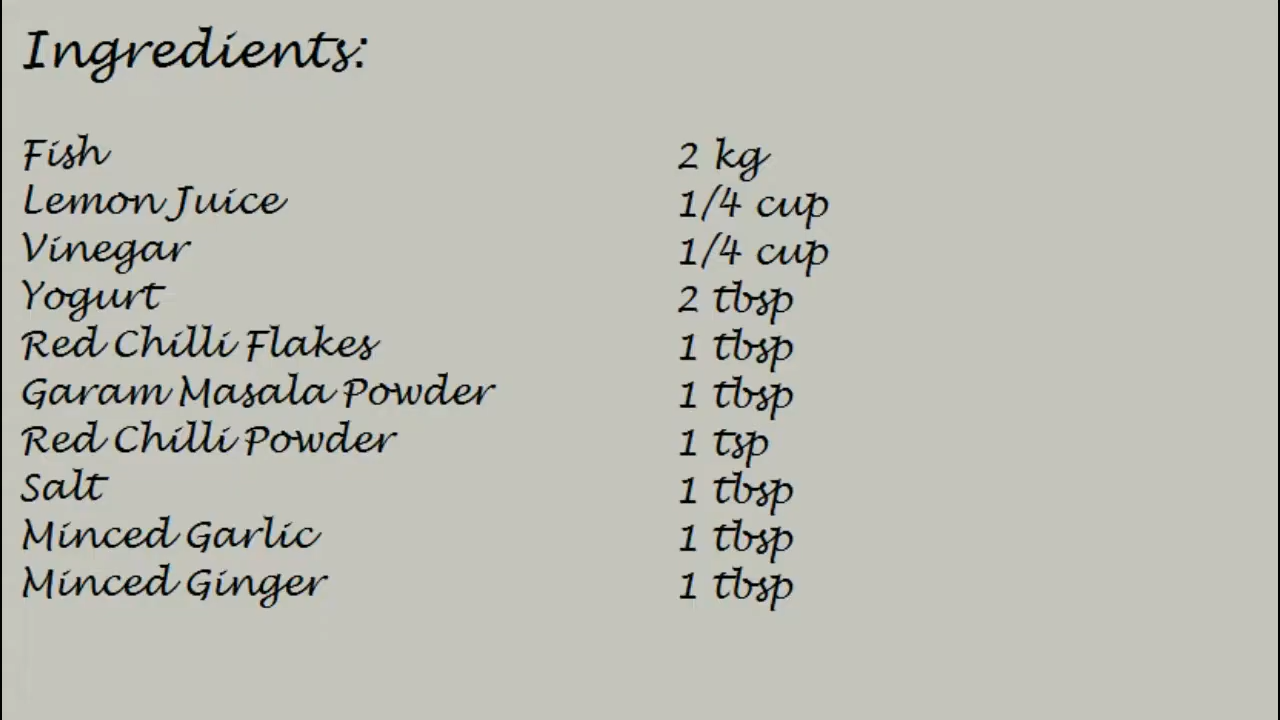 Ingredients:
Fish 2 kg
Lemon Juice 1/4 cup
Vinegar 1/4 cup
Yogurt 2 tbsp
Red Chilli Flakes 1 tbsp
Garam Masala Powder 1 tbsp
Red Chilli Powder 1 tsp
Salt 1 tbsp
Minced Garlic 1 tbsp
Minced Ginger 1 tbsp